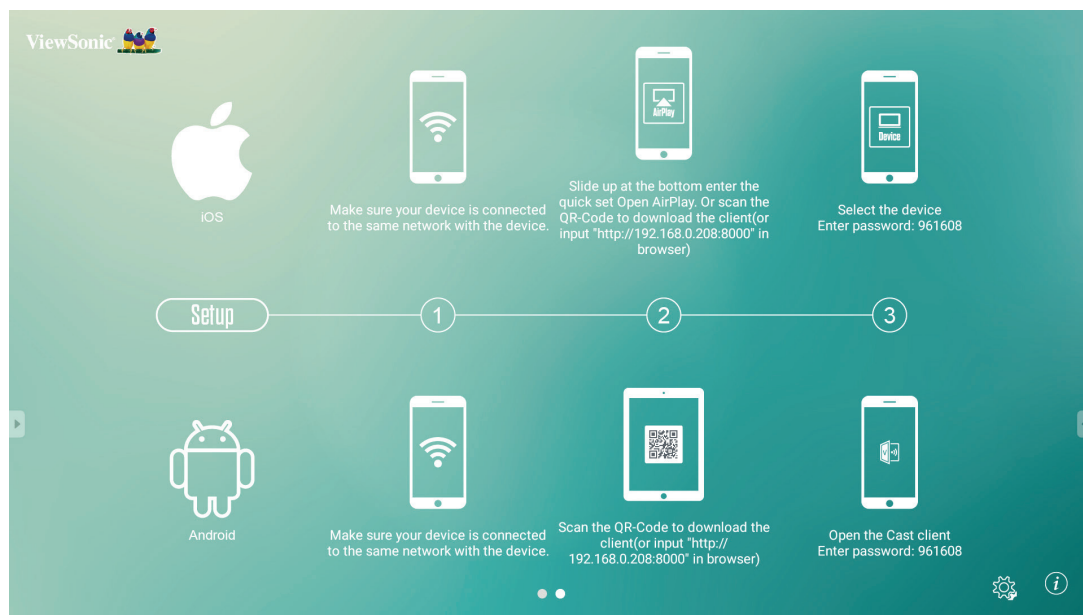 ViewSonic
AirPlay
Device
iOS
Make sure your device is connected
to the same network with the device.
Slide up at the bottom enter the
quick set Open AirPlay. Or scan the
QR-Code to download the client(or
input "http://192.168.0.208:8000" in
browser)
Select the device
Enter password: 961608
Setup
1
2
3
Android
Make sure your device is connected
to the same network with the device.
Scan the QR-Code to download the
client(or input "http://
192.168.0.208:8000" in browser)
Open the Cast client
Enter password: 961608
i